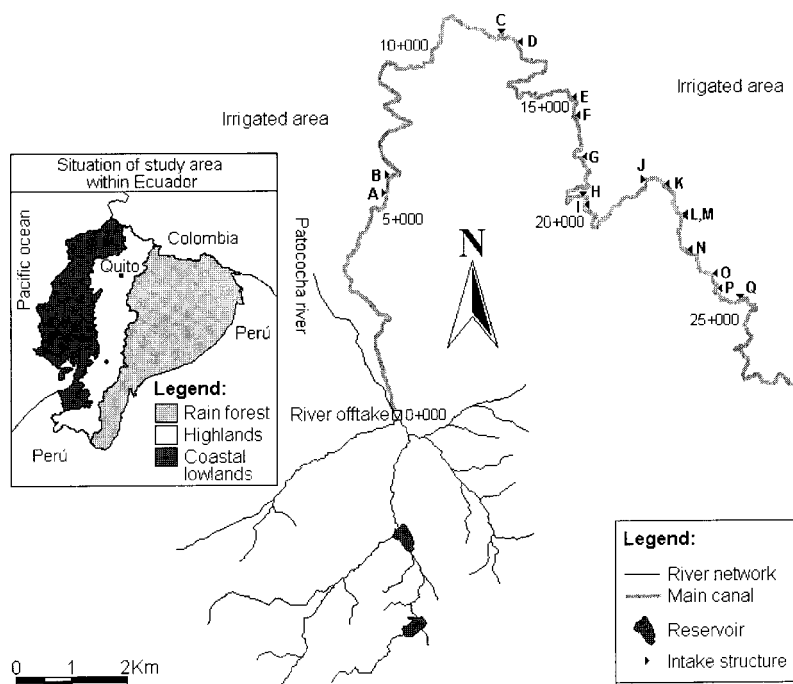 C
D
10+000
E
15+000
F
Irrigated area
Irrigated area
G
Situation of study area
within Ecuador
B
A
5+000
H
I
20+000
J
K
L,M
N
O
P
Q
25+000
N
Patococha river
River offtake
0+000
Pacific ocean
Colombia
Quito
Perú
Perú
Legend:
Rain forest
Highlands
Coastal
lowlands
Legend:
River network
Main canal
Reservoir
Intake structure
0 1 2Km